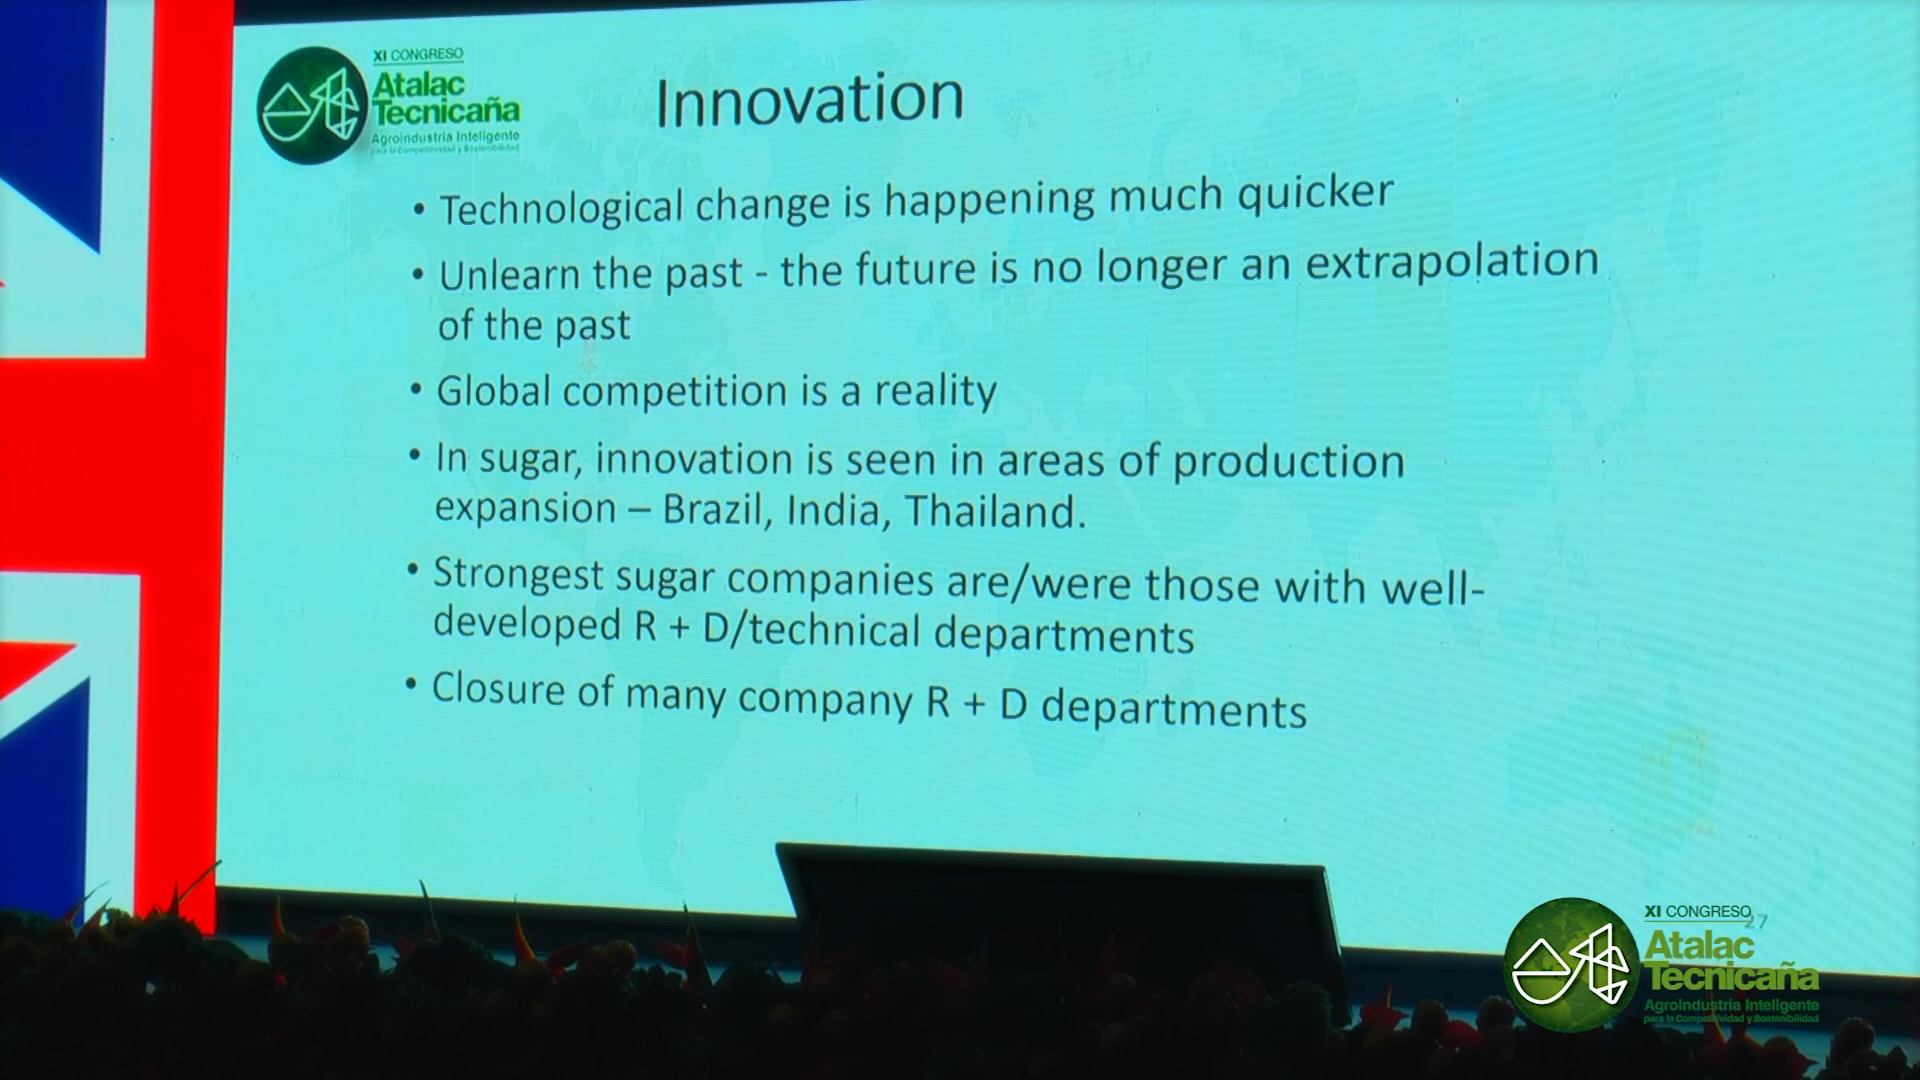 XI CONGRESO
Atalac
Tecnicaña
Agroindustria Inteligente
para la Competitividad y Sostenibilidad
Innovation
• Technological change is happening much quicker
• Unlearn the past - the future is no longer an extrapolation
of the past
• Global competition is a reality
• In sugar, innovation is seen in areas of production
expansion – Brazil, India, Thailand.
• Strongest sugar companies are/were those with well-
developed R + D/technical departments
• Closure of many company R + D departments
27
XI CONGRESO
Atalac
Tecnicaña
Agroindustria Inteligente
para la Competitividad y Sostenibilidad